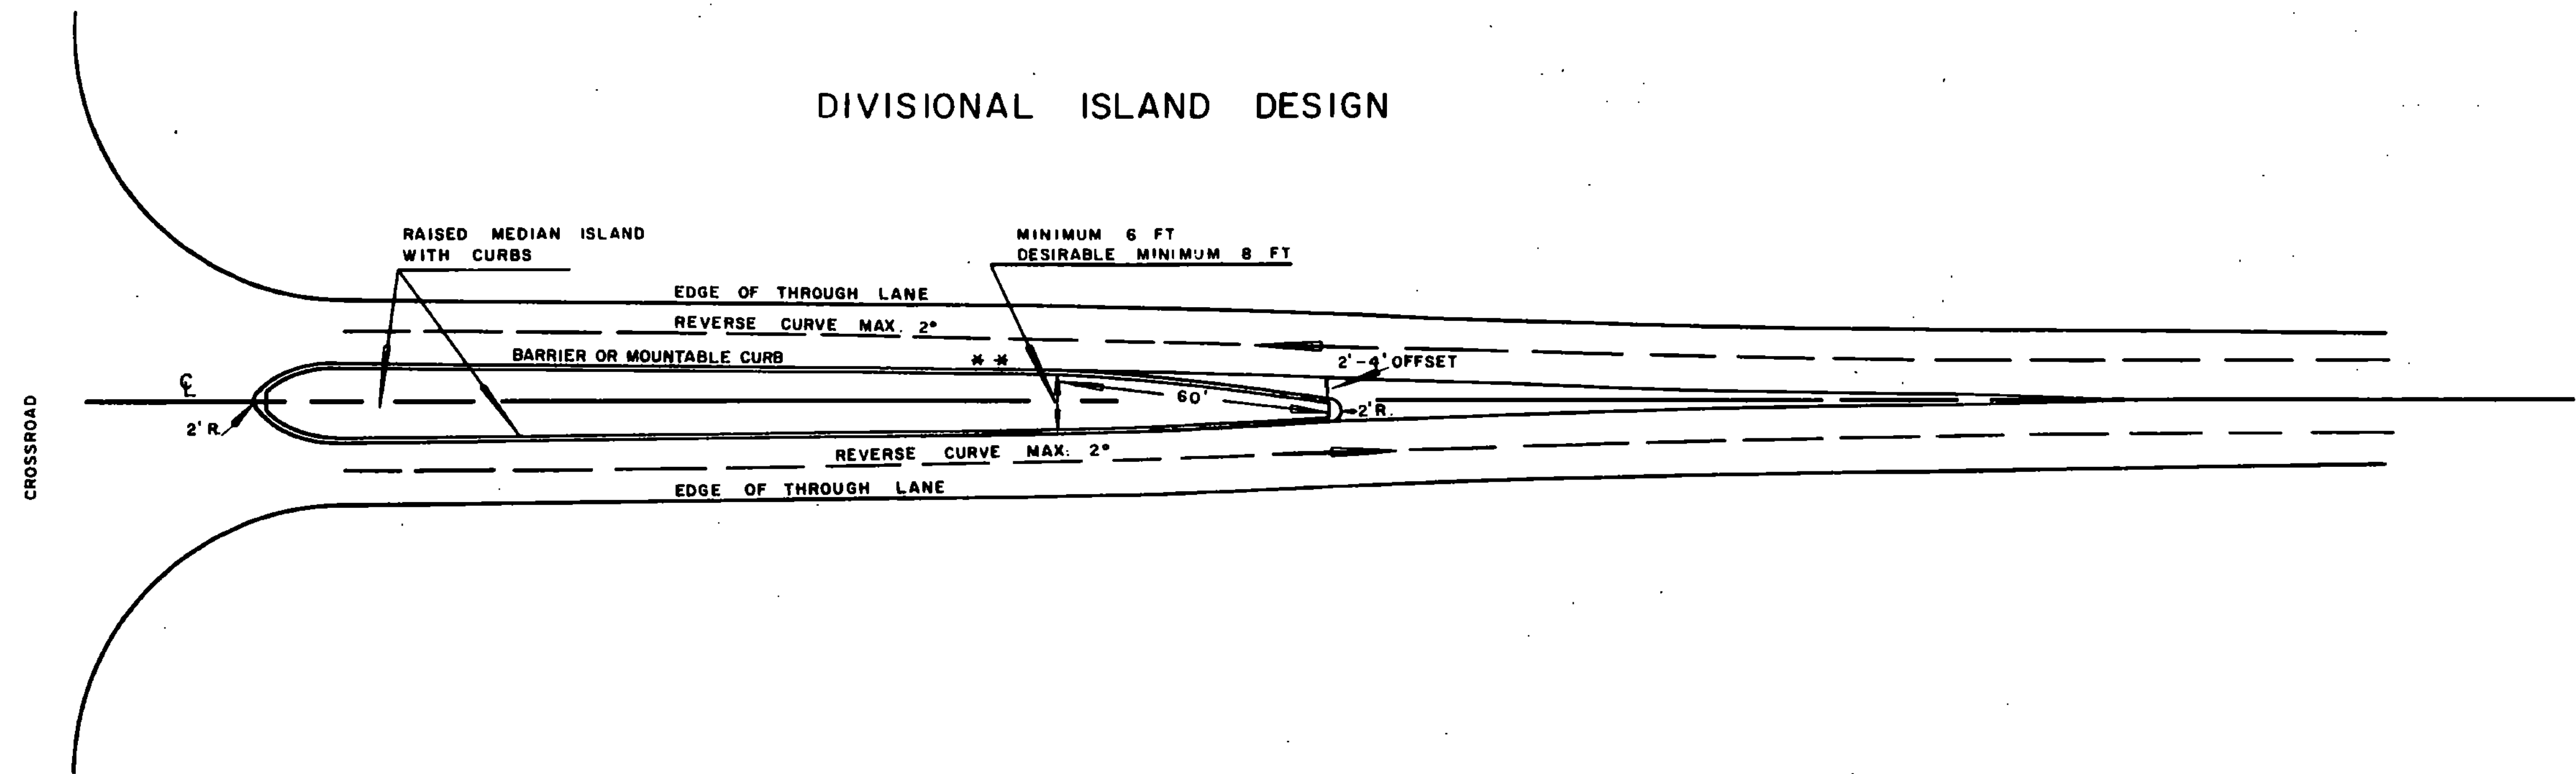 DIVISIONAL ISLAND DESIGN
RAISED MEDIAN ISLAND
WITH CURBS
MINIMUM 6 FT
DESIRABLE MINIMUM 8 FT
EDGE OF THROUGH LANE
REVERSE CURVE MAX. 2°
BARRIER OR MOUNTABLE CURB
* *
2'-4' OFFSET
℄
60'
2' R.
2' R.
CROSSROAD
REVERSE CURVE MAX. 2°
EDGE OF THROUGH LANE